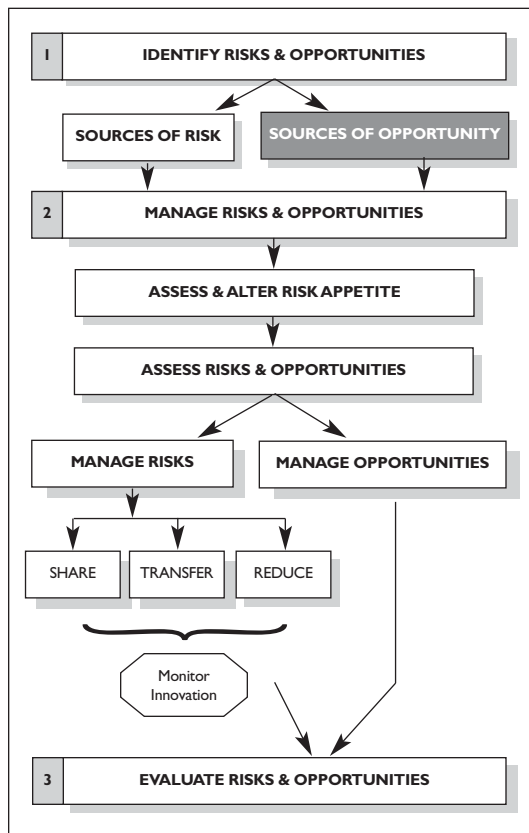 1 IDENTIFY RISKS & OPPORTUNITIES
SOURCES OF RISK
SOURCES OF OPPORTUNITY
2 MANAGE RISKS & OPPORTUNITIES
ASSESS & ALTER RISK APPETITE
ASSESS RISKS & OPPORTUNITIES
MANAGE RISKS
MANAGE OPPORTUNITIES
SHARE
TRANSFER
REDUCE
Monitor
Innovation
3 EVALUATE RISKS & OPPORTUNITIES